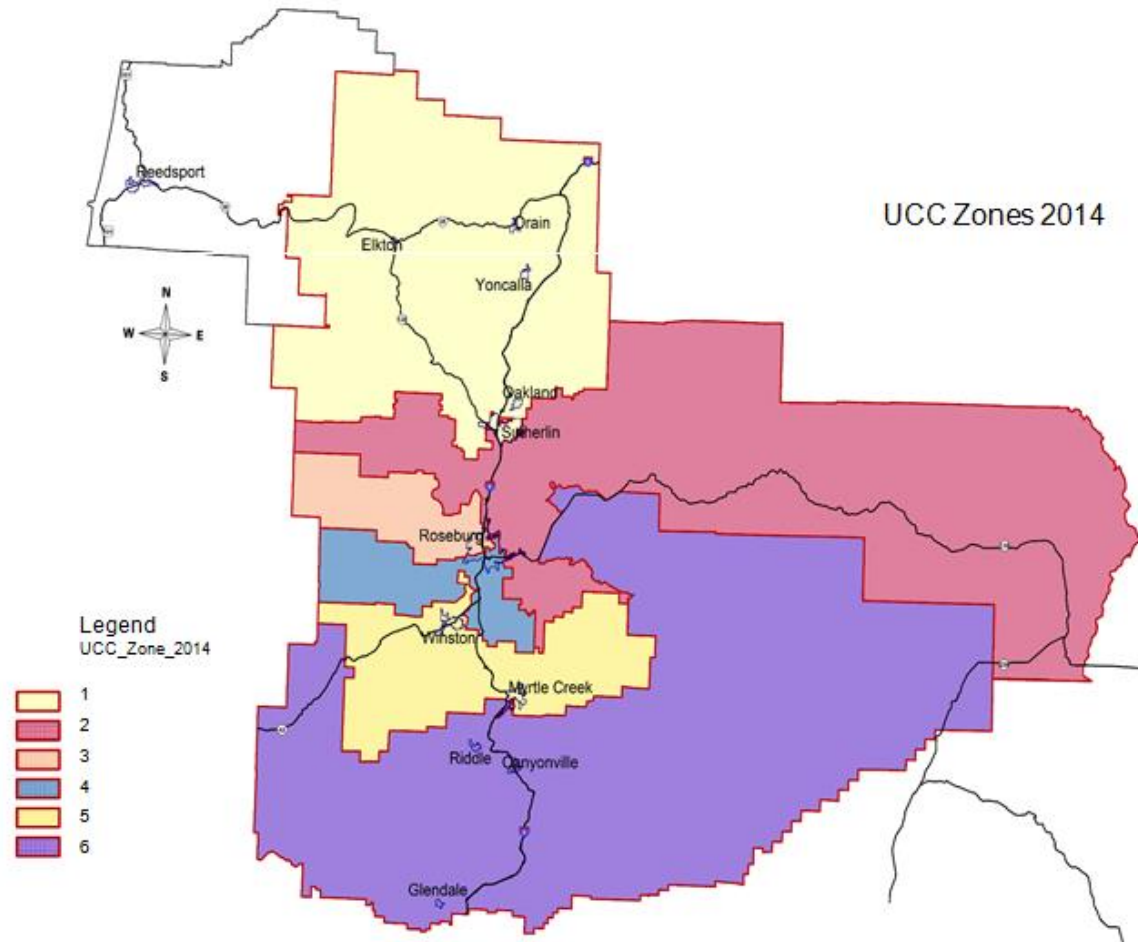 Reedsport
UCC Zones 2014
Drain
Elkton
Yoncalla
N
W
E
S
Oakland
Sutherlin
Roseburg
Winston
Legend
UCC_Zone_2014
Myrtle Creek
1
2
3
Riddle
Canyonville
4
5
6
Glendale